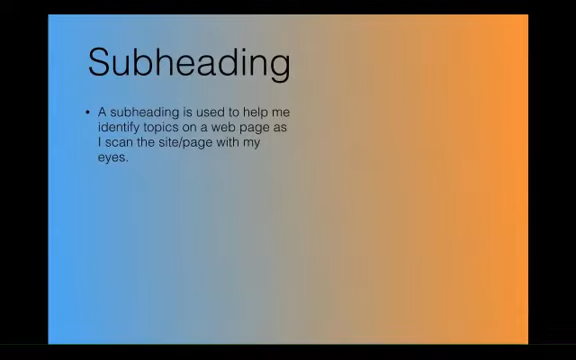 Subheading
• A subheading is used to help me
identify topics on a web page as
I scan the site/page with my
eyes.